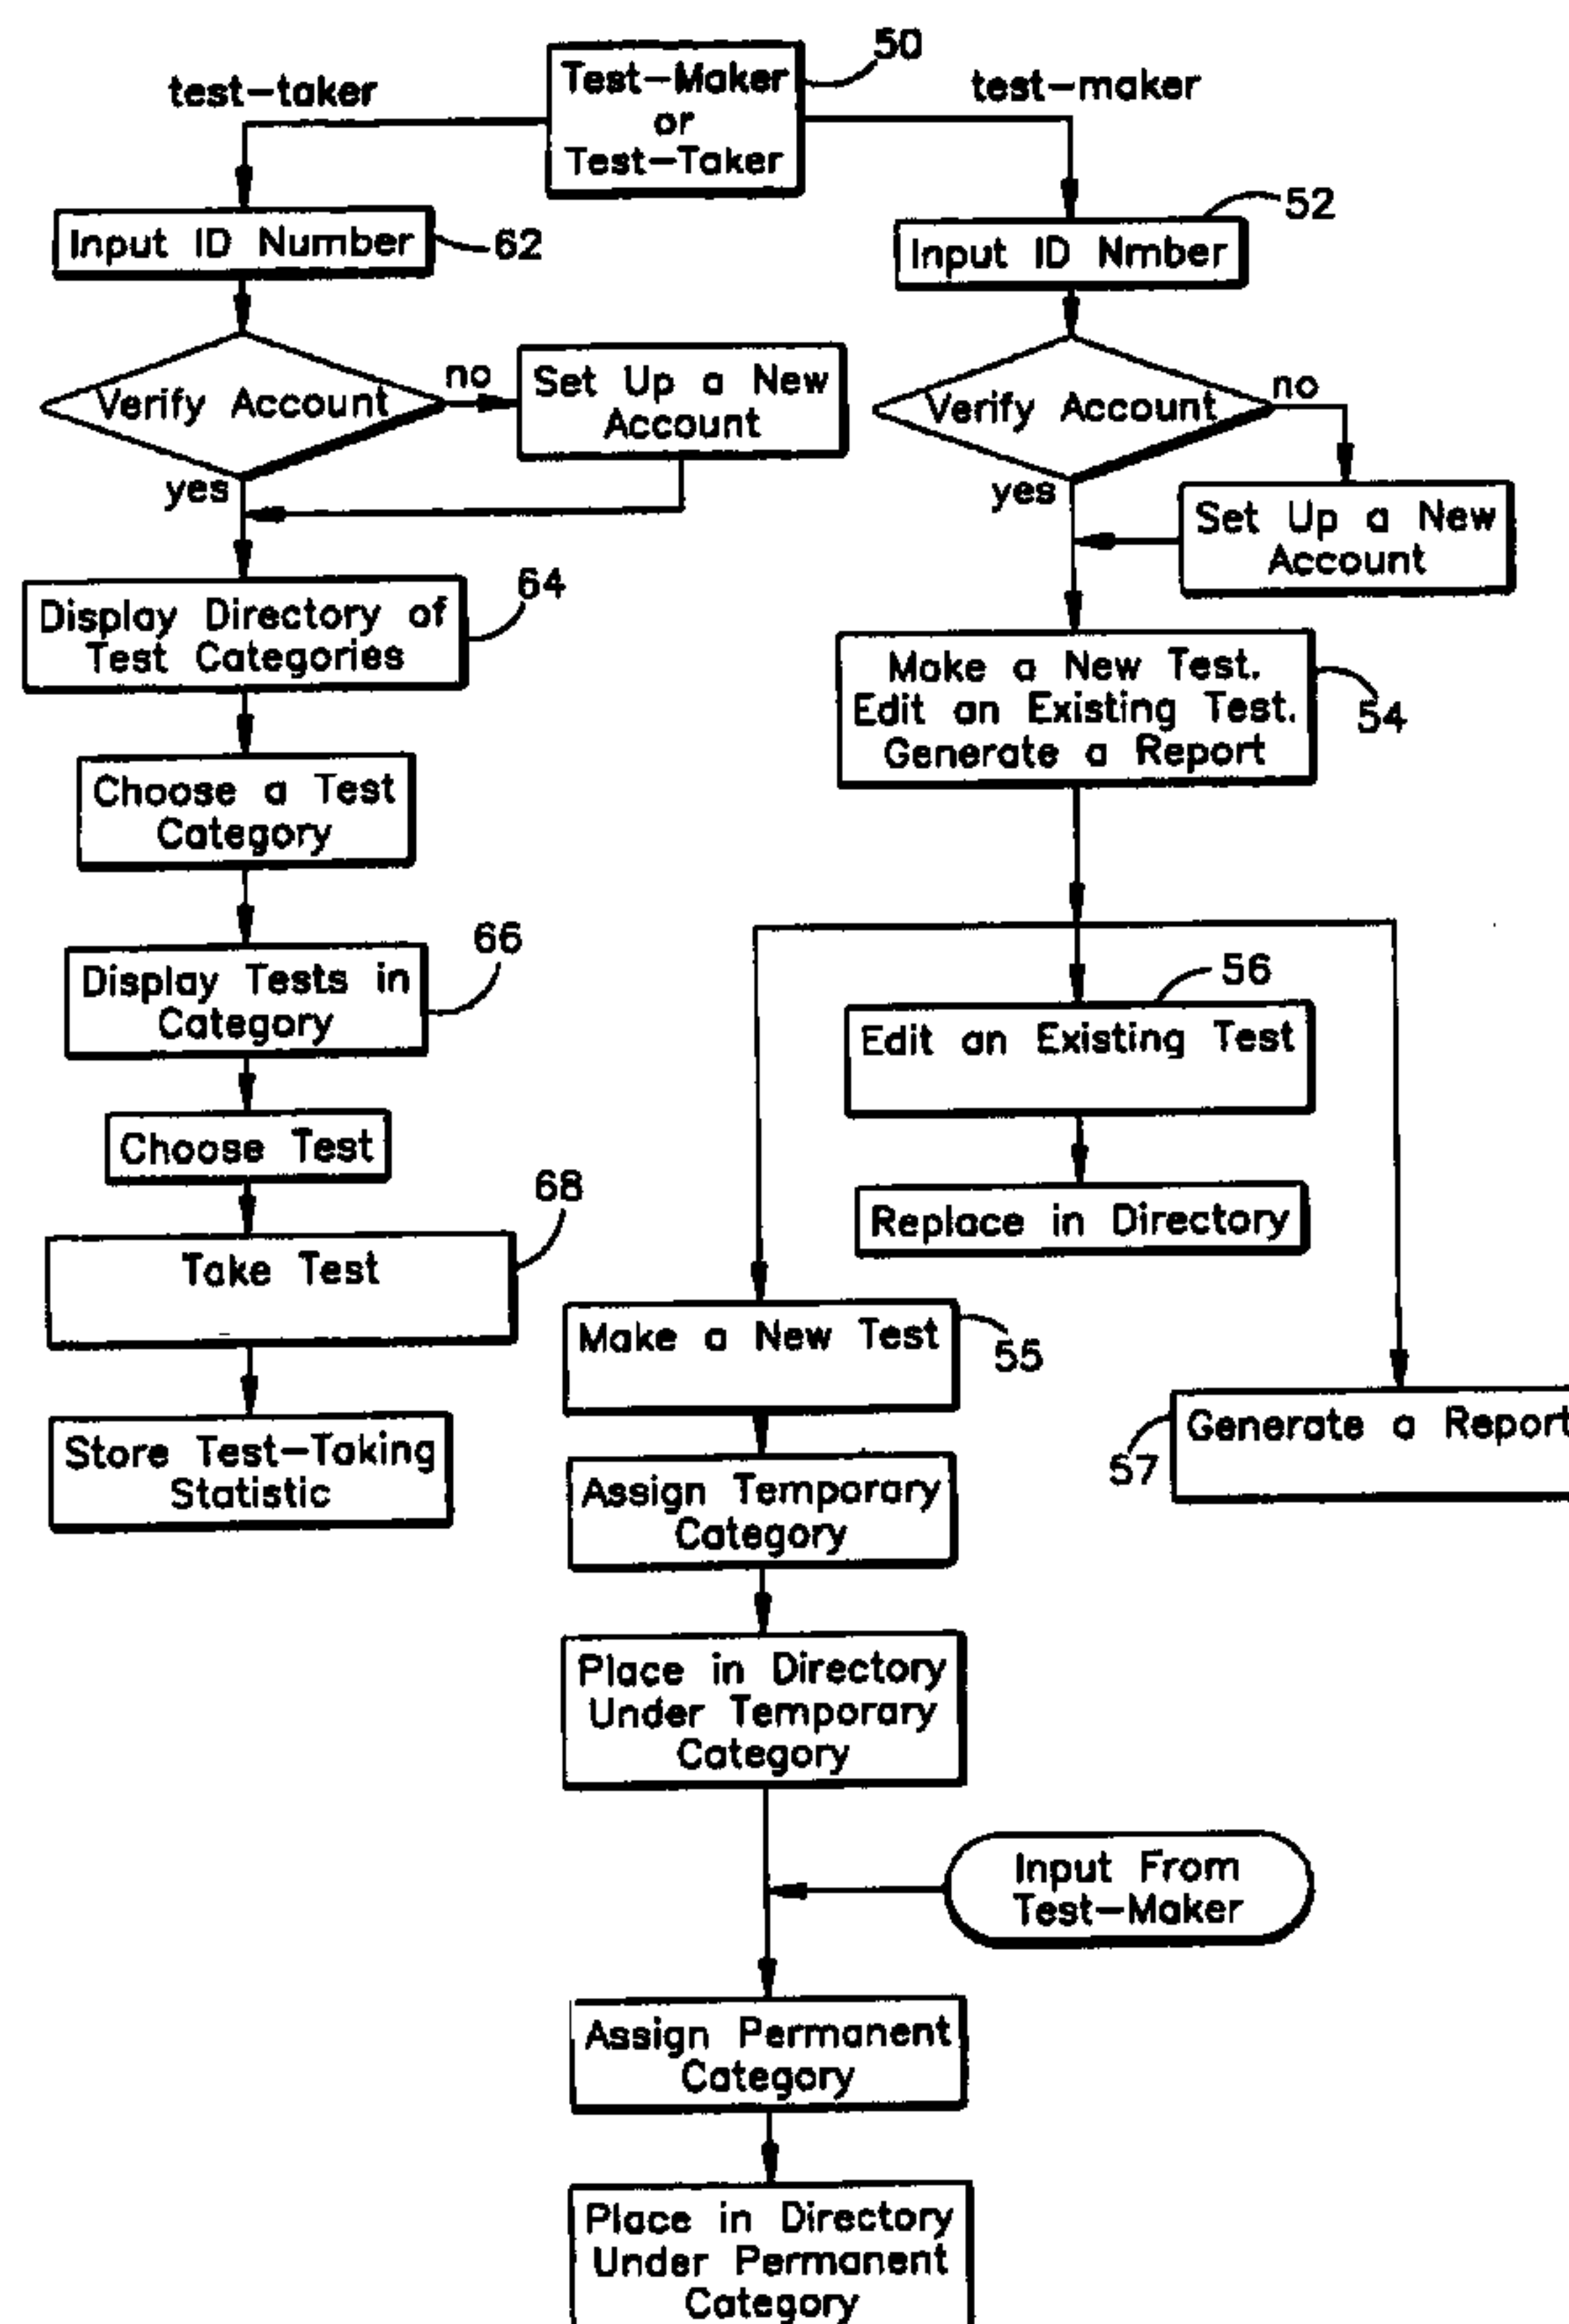 50
test-taker
Test-Maker
or
Test-Taker
test-maker
Input ID Number
62
52
Input ID Nmber
Verify Account
no
Set Up a New
Account
yes
Verify Account
no
yes
Set Up a New
Account
Display Directory of
Test Categories
64
Make a New Test.
Edit an Existing Test.
Generate a Report
54
Choose a Test
Category
Display Tests in
Category
66
56
Edit an Existing Test
Choose Test
Replace in Directory
68
Take Test
Make a New Test
55
Generate a Report
57
Store Test-Taking
Statistic
Assign Temporary
Category
Place in Directory
Under Temporary
Category
Input From
Test-Maker
Assign Permanent
Category
Place in Directory
Under Permanent
Category